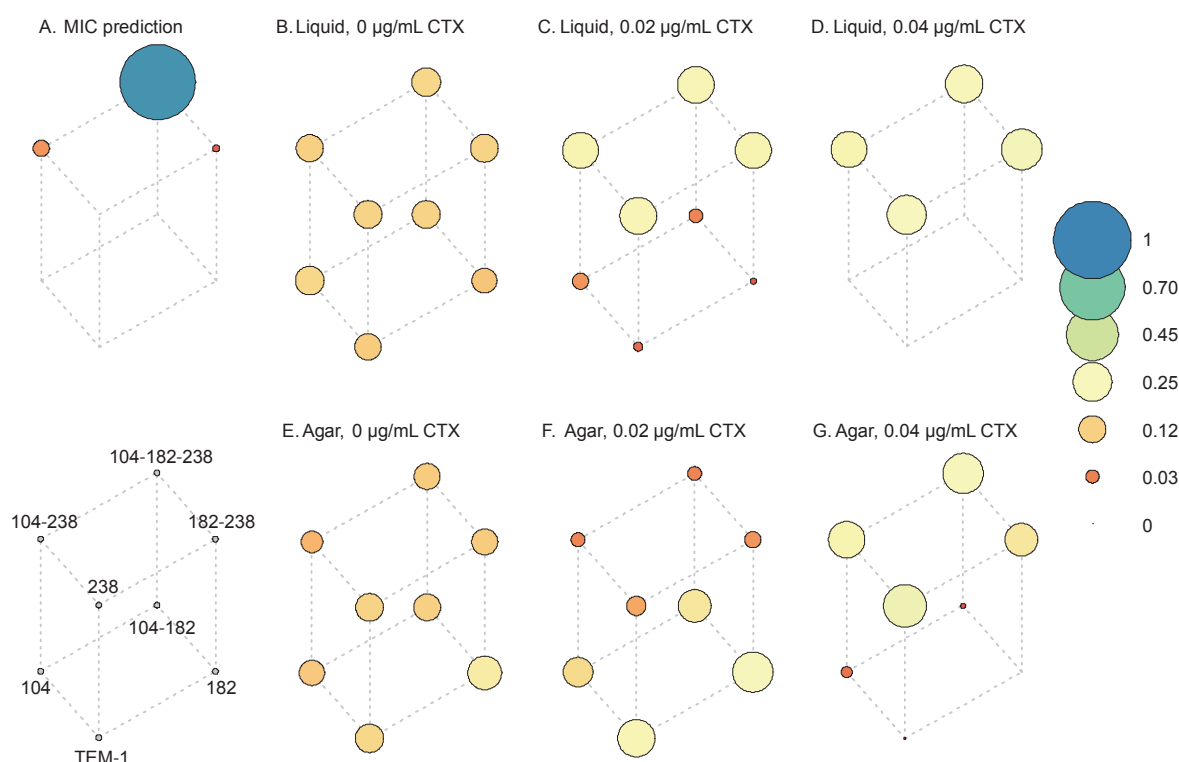 A. MIC prediction
B. Liquid, 0 µg/mL CTX
C. Liquid, 0.02 µg/mL CTX
D. Liquid, 0.04 µg/mL CTX
1
0.70
0.45
0.25
0.12
0.03
0
E. Agar, 0 µg/mL CTX
F. Agar, 0.02 µg/mL CTX
G. Agar, 0.04 µg/mL CTX
104-182-238
104-238
182-238
238
104-182
104
182
TEM-1